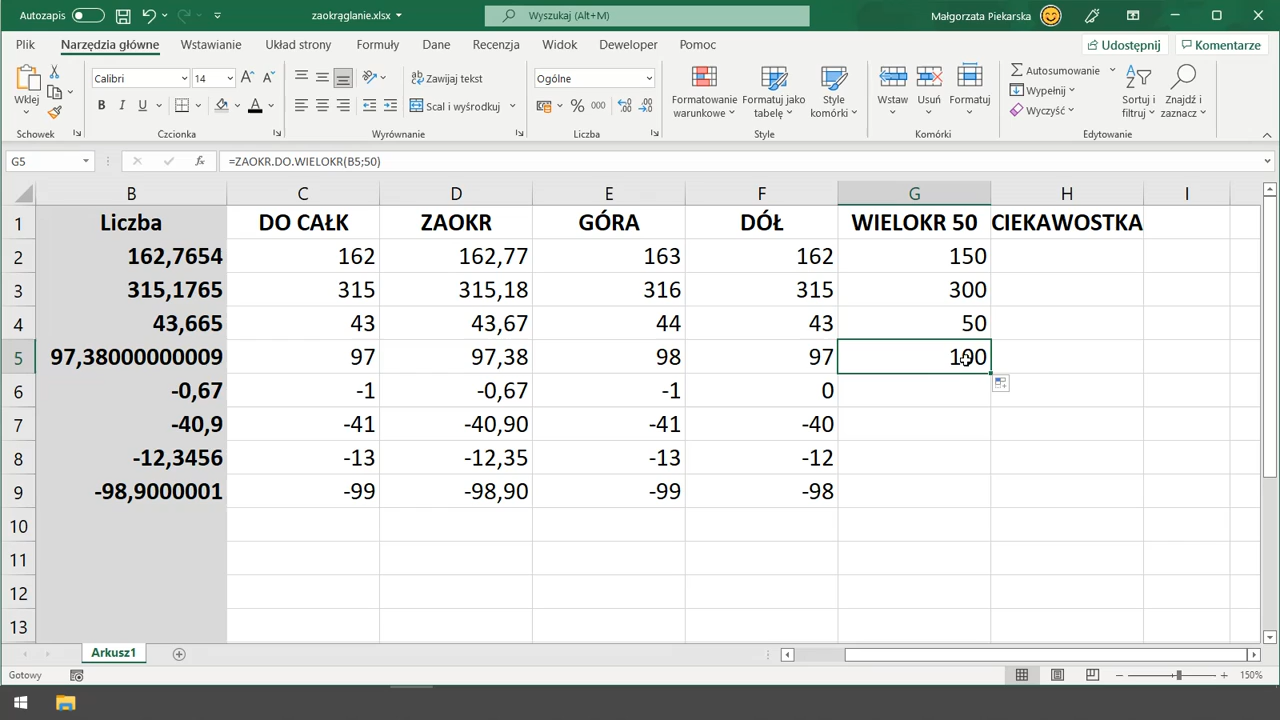 Autozapis
zaokrąglanie.xlsx
Wyszukaj (Alt+M)
Małgorzata Piekarska
Plik Narzędzia główne Wstawianie Układ strony Formuły Dane Recenzja Widok Deweloper Pomoc
Udostępnij Komentarze
Wklej
Calibri 14
B I U
Zawijaj tekst
Scal i wyśrodkuj
Ogólne
% 000
Formatowanie warunkowe
Formatuj jako tabelę
Style komórki
Wstaw Usuń Formatuj
Autosumowanie
Wypełnij
Wyczyść
Sortuj i filtruj
Znajdź i zaznacz
Schowek Czcionka Wyrównanie Liczba Style Komórki Edytowanie
G5 fx =ZAOKR.DO.WIELOKR(B5;50)
B C D E F G H I
1 Liczba DO CAŁK ZAOKR GÓRA DÓŁ WIELOKR 50 CIEKAWOSTKA
2 162,7654 162 162,77 163 162 150
3 315,1765 315 315,18 316 315 300
4 43,665 43 43,67 44 43 50
5 97,38000000009 97 97,38 98 97 100
6 -0,67 -1 -0,67 -1 0
7 -40,9 -41 -40,90 -41 -40
8 -12,3456 -13 -12,35 -13 -12
9 -98,9000001 -99 -98,90 -99 -98
10
11
12
13
Arkusz1
Gotowy
150%